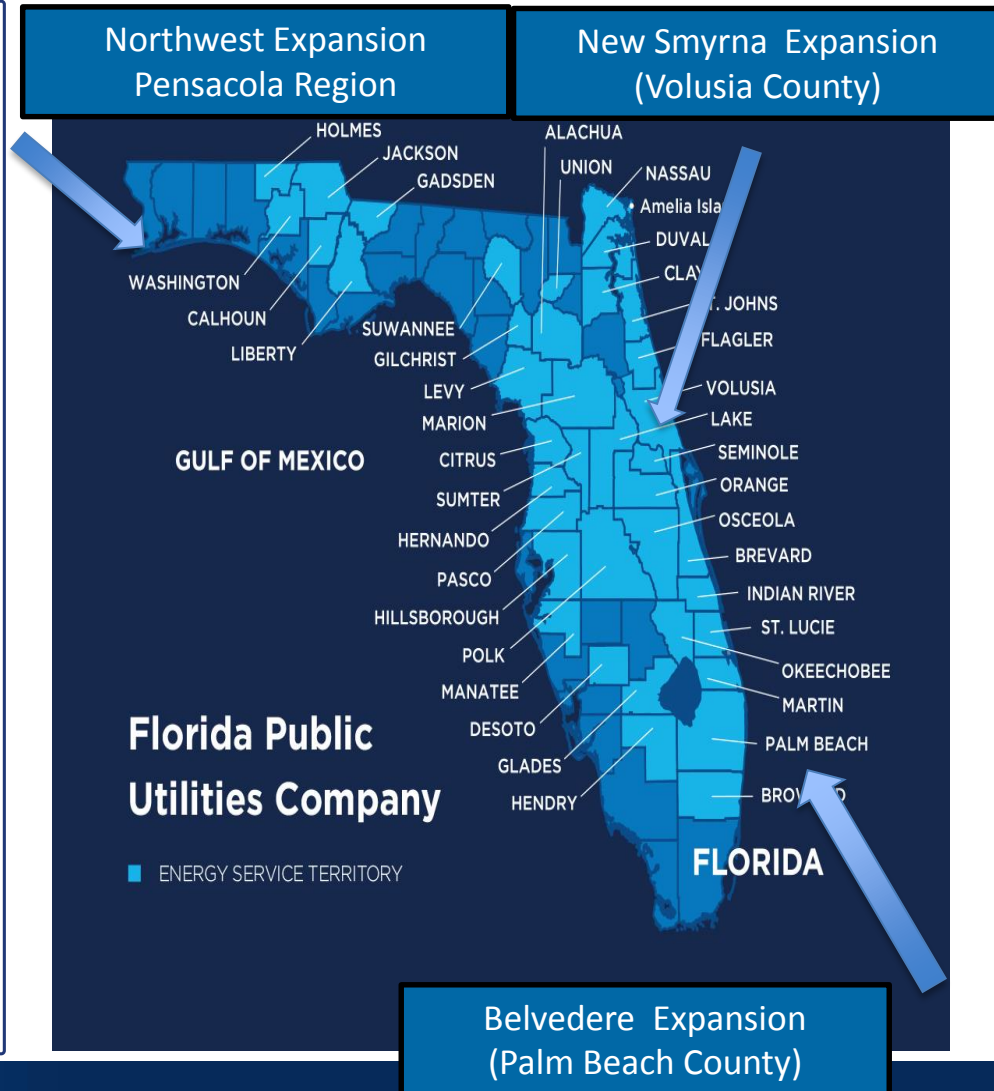 Northwest Expansion
Pensacola Region
New Smyrna Expansion
(Volusia County)
HOLMES
JACKSON
GADSDEN
ALACHUA
UNION
NASSAU
Amelia
DUVAL
WASHINGTON
CALHOUN
LIBERTY
SUWANNEE
GILCHRIST
LEVY
MARION
CITRUS
SUMTER
HERNANDO
PASCO
HILLSBOROUGH
POLK
MANATEE
DESOTO
GLADES
HENDRY
JOHNS
FLAGLER
VOLUSIA
LAKE
SEMINOLE
ORANGE
OSCEOLA
BREVARD
INDIAN RIVER
ST. LUCIE
OKEECHOBEE
MARTIN
PALM BEACH
GULF OF MEXICO
Florida Public
Utilities Company
ENERGY SERVICE TERRITORY
FLORIDA
Belvedere Expansion
(Palm Beach County)